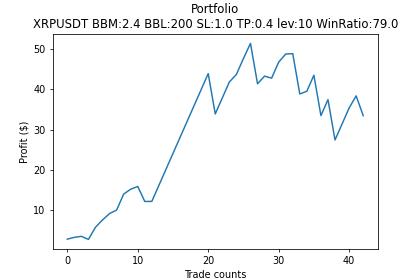 Portfolio
XRPUSDT BBM:2.4 BBL:200 SL:1.0 TP:0.4 lev:10 WinRatio:79.0
50
40
30
20
10
Profit ($)
0
10
20
30
40
Trade counts